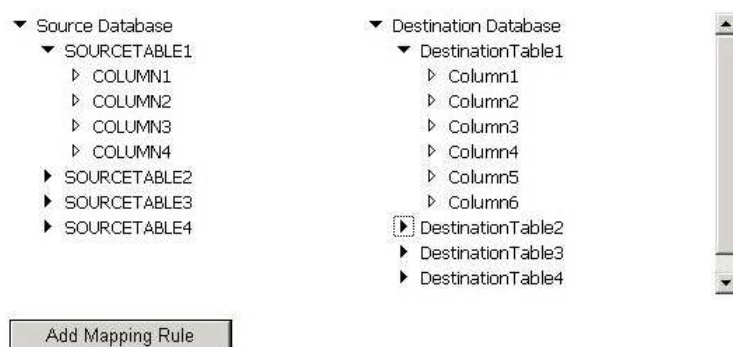 Source Database
SOURCETABLE1
COLUMN1
COLUMN2
COLUMN3
COLUMN4
SOURCETABLE2
SOURCETABLE3
SOURCETABLE4
Destination Database
DestinationTable1
Column1
Column2
Column3
Column4
Column5
Column6
DestinationTable2
DestinationTable3
DestinationTable4
Add Mapping Rule